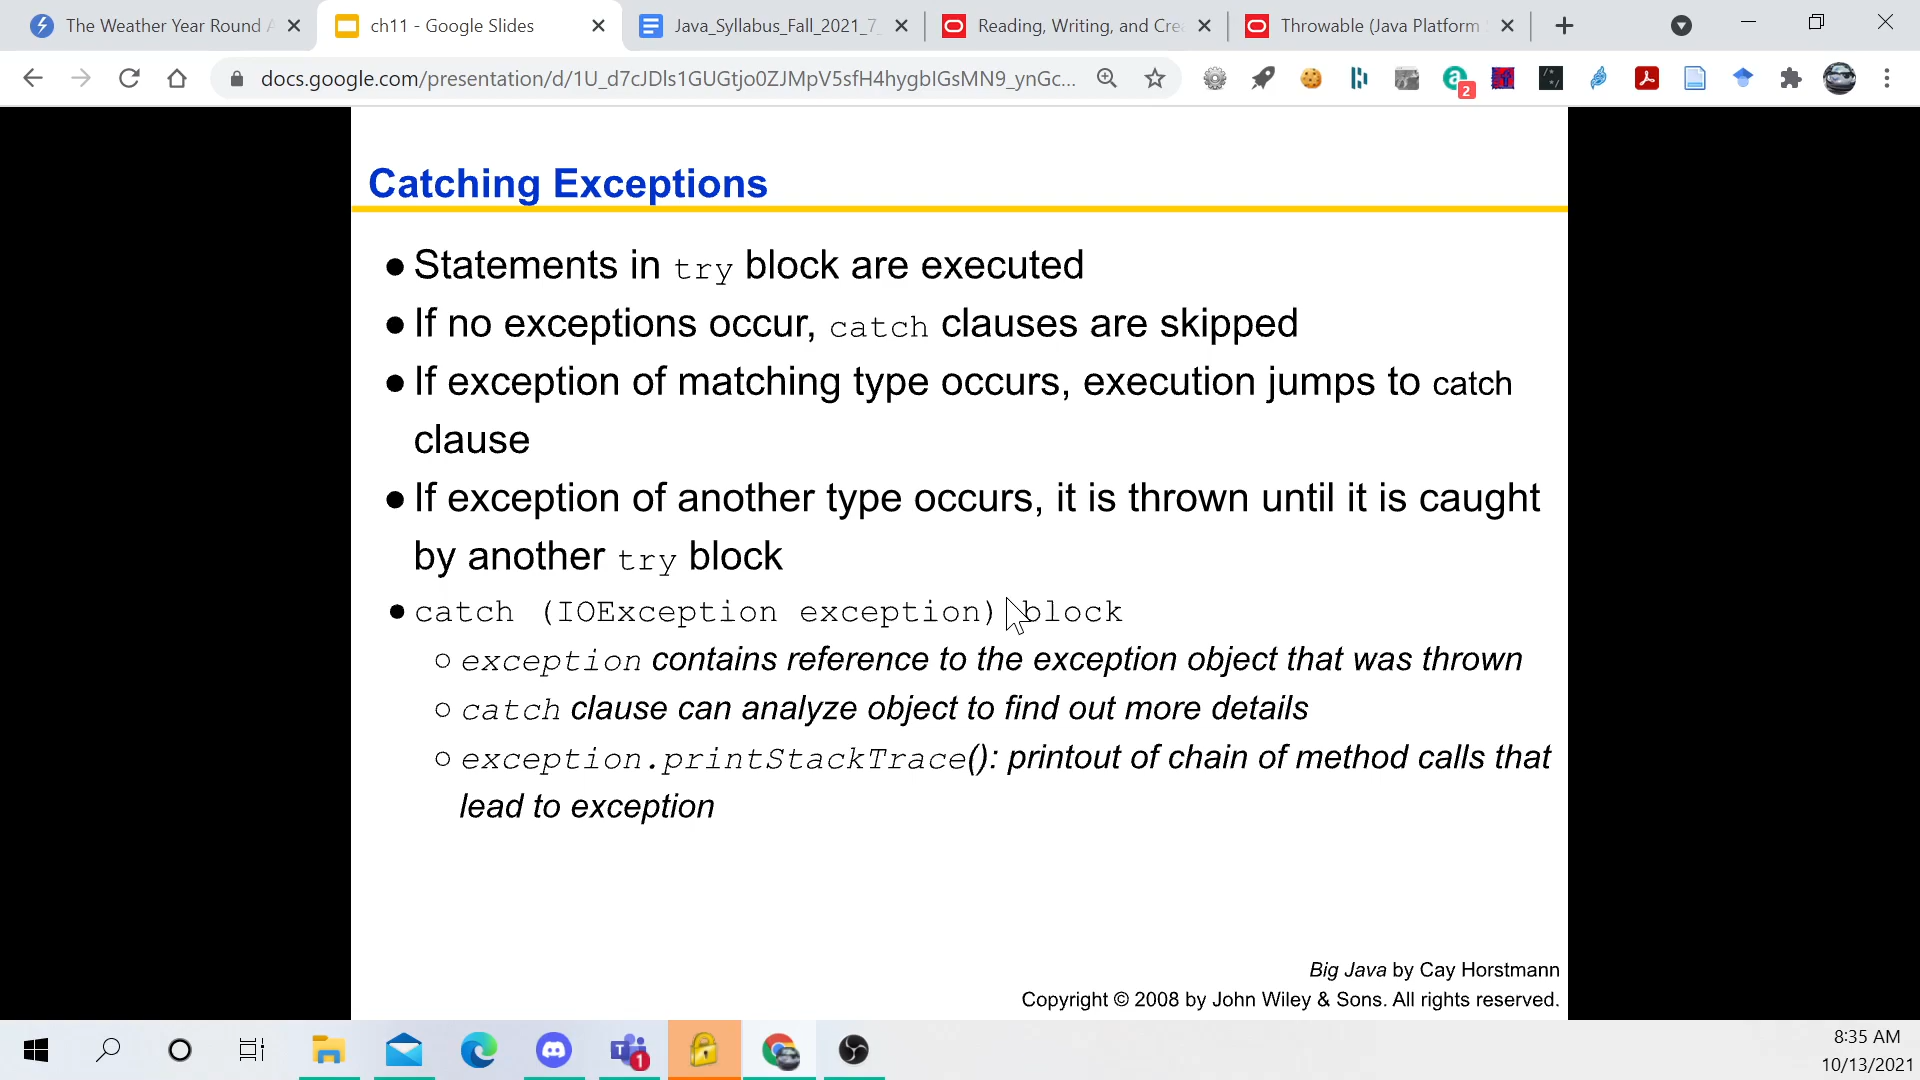 The Weather Year Round A
ch11 - Google Slides
Java_Syllabus_Fall_2021_7_
Reading, Writing, and Crea
Throwable (Java Platform S
docs.google.com/presentation/d/1U_d7cJDls1GUGtjo0ZJMpV5sfH4hygbIGsMN9_ynGc...
2
Catching Exceptions
● Statements in try block are executed
● If no exceptions occur, catch clauses are skipped
● If exception of matching type occurs, execution jumps to catch
clause
● If exception of another type occurs, it is thrown until it is caught
by another try block
● catch (IOException exception) block
○ exception contains reference to the exception object that was thrown
○ catch clause can analyze object to find out more details
○ exception.printStackTrace(): printout of chain of method calls that
lead to exception
Big Java by Cay Horstmann
Copyright © 2008 by John Wiley & Sons. All rights reserved.
1
8:35 AM
10/13/2021